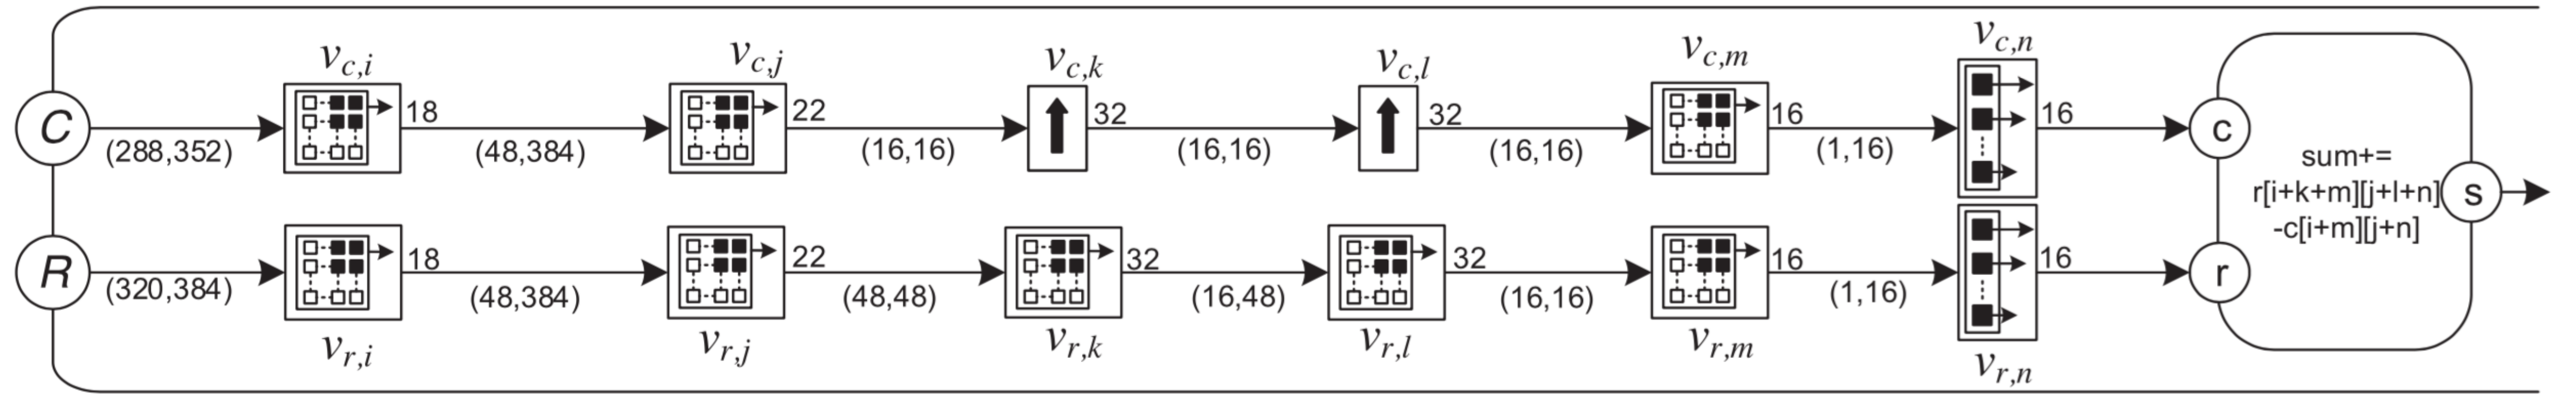 v_{c,i}
v_{c,j}
v_{c,k}
v_{c,l}
v_{c,m}
v_{c,n}
C
18
22
32
32
16
16
c
(288,352)
(48,384)
(16,16)
(16,16)
(16,16)
(1,16)
sum+=
r[i+k+m][j+l+n]
-c[i+m][j+n]
s
R
18
22
32
32
16
16
r
(320,384)
(48,384)
(48,48)
(16,48)
(16,16)
(1,16)
v_{r,i}
v_{r,j}
v_{r,k}
v_{r,l}
v_{r,m}
v_{r,n}